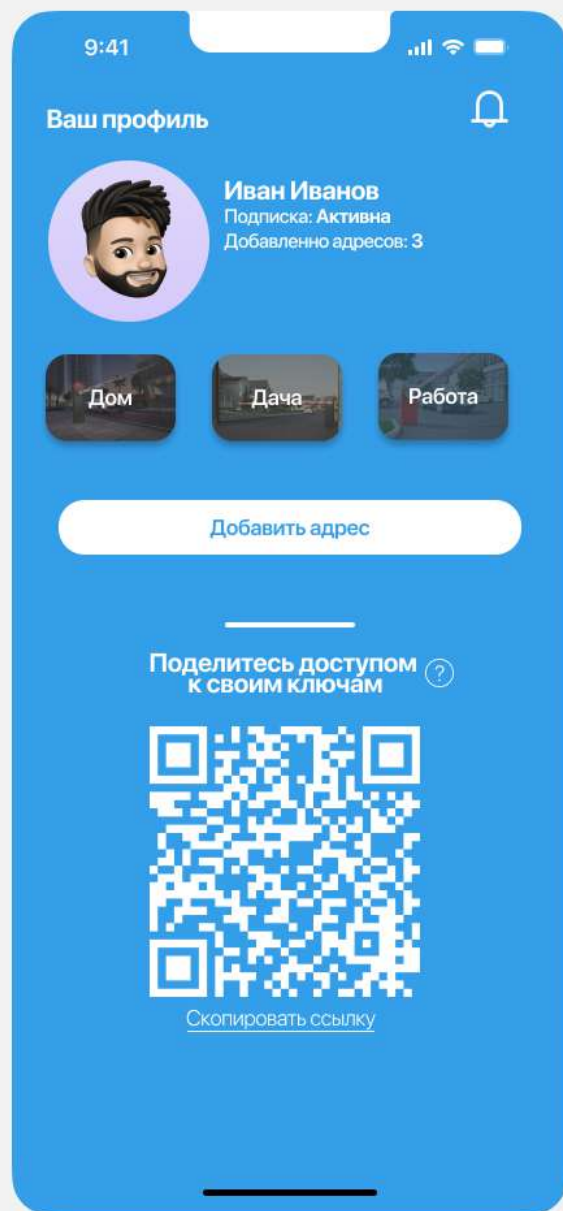 9:41
Ваш профиль
Иван Иванов
Подписка: Активна
Добавленно адресов: 3
Дом
Дача
Работа
Добавить адрес
Поделитесь доступом
к своим ключам
?
Скопировать ссылку